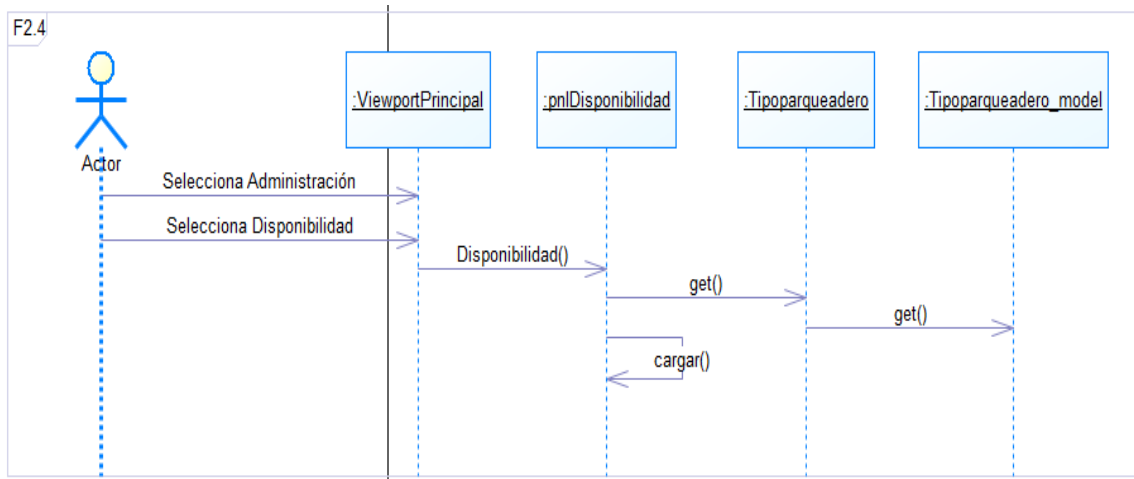 F2.4
:ViewportPrincipal
:pnlDisponibilidad
:Tipoparqueadero
:Tipoparqueadero_model
Actor
Selecciona Administración
Selecciona Disponibilidad
Disponibilidad()
get()
get()
cargar()